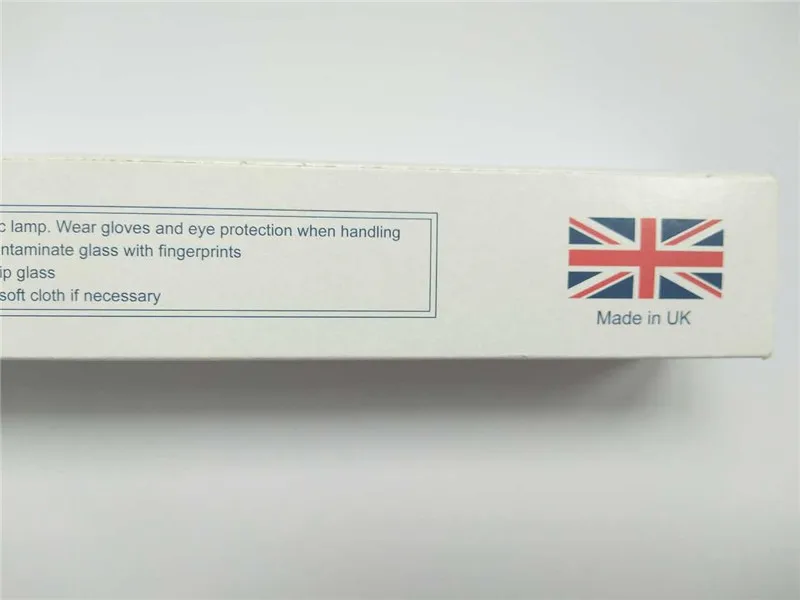 c lamp. Wear gloves and eye protection when handling
ntaminate glass with fingerprints
ip glass
soft cloth if necessary
Made in UK